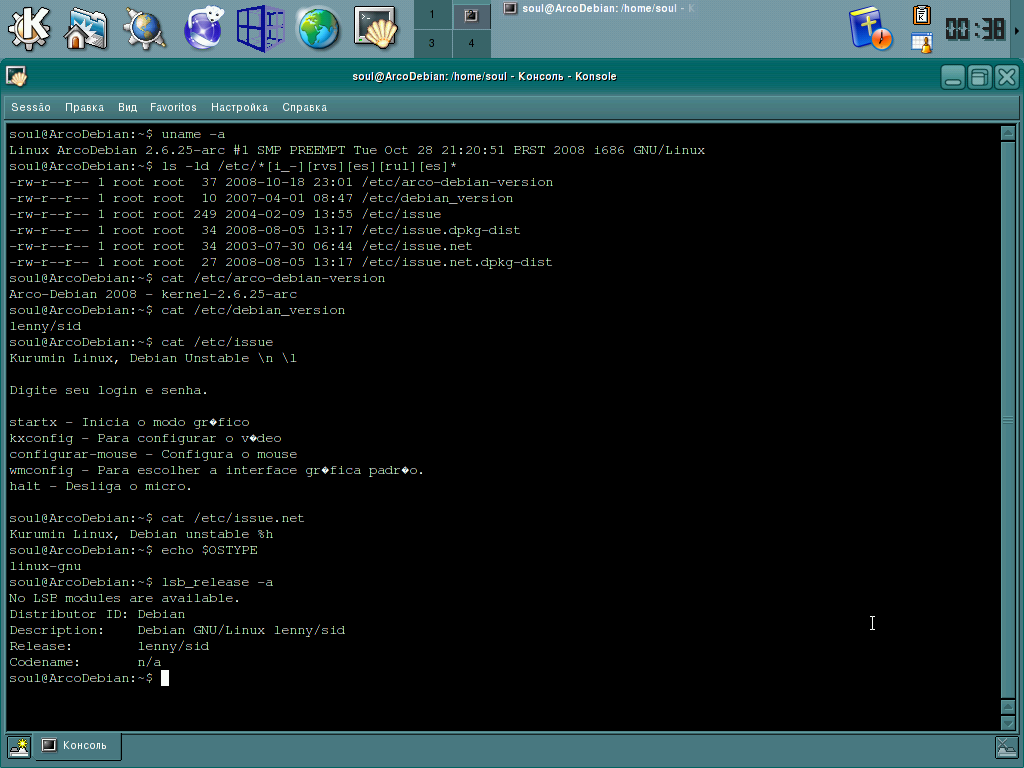 1
3
4
soul@ArcoDebian: /home/soul - K
00:38
soul@ArcoDebian: /home/soul - Консоль - Konsole
Sessão Правка Вид Favoritos Настройка Справка
soul@ArcoDebian:~$ uname -a
Linux ArcoDebian 2.6.25-arc #1 SMP PREEMPT Tue Oct 28 21:20:51 PRST 2008 i686 GNU/Linux
soul@ArcoDebian:~$ ls -ld /etc/*[i_-][rvs][es][rul][es]*
-rw-r--r-- 1 root root  37 2008-10-18 23:01 /etc/arco-debian-version
-rw-r--r-- 1 root root  10 2007-04-01 08:47 /etc/debian_version
-rw-r--r-- 1 root root 249 2004-02-09 13:55 /etc/issue
-rw-r--r-- 1 root root  34 2008-08-05 13:17 /etc/issue.dpkg-dist
-rw-r--r-- 1 root root  34 2003-07-30 06:44 /etc/issue.net
-rw-r--r-- 1 root root  27 2008-08-05 13:17 /etc/issue.net.dpkg-dist
soul@ArcoDebian:~$ cat /etc/arco-debian-version
Arco-Debian 2008 - kernel-2.6.25-arc
soul@ArcoDebian:~$ cat /etc/debian_version
lenny/sid
soul@ArcoDebian:~$ cat /etc/issue
Kurumin Linux, Debian Unstable \n \l
Digite seu login e senha.
startx - Inicia o modo gr�fico
kxconfig - Para configurar o v�deo
configurar-mouse - Configura o mouse
wmconfig - Para escolher a interface gr�fica padr�o.
halt - Desliga o micro.
soul@ArcoDebian:~$ cat /etc/issue.net
Kurumin Linux, Debian unstable %h
soul@ArcoDebian:~$ echo $OSTYPE
linux-gnu
soul@ArcoDebian:~$ lsb_release -a
No LSB modules are available.
Distributor ID: Debian
Description:    Debian GNU/Linux lenny/sid
Release:        lenny/sid
Codename:       n/a
soul@ArcoDebian:~$
Консоль